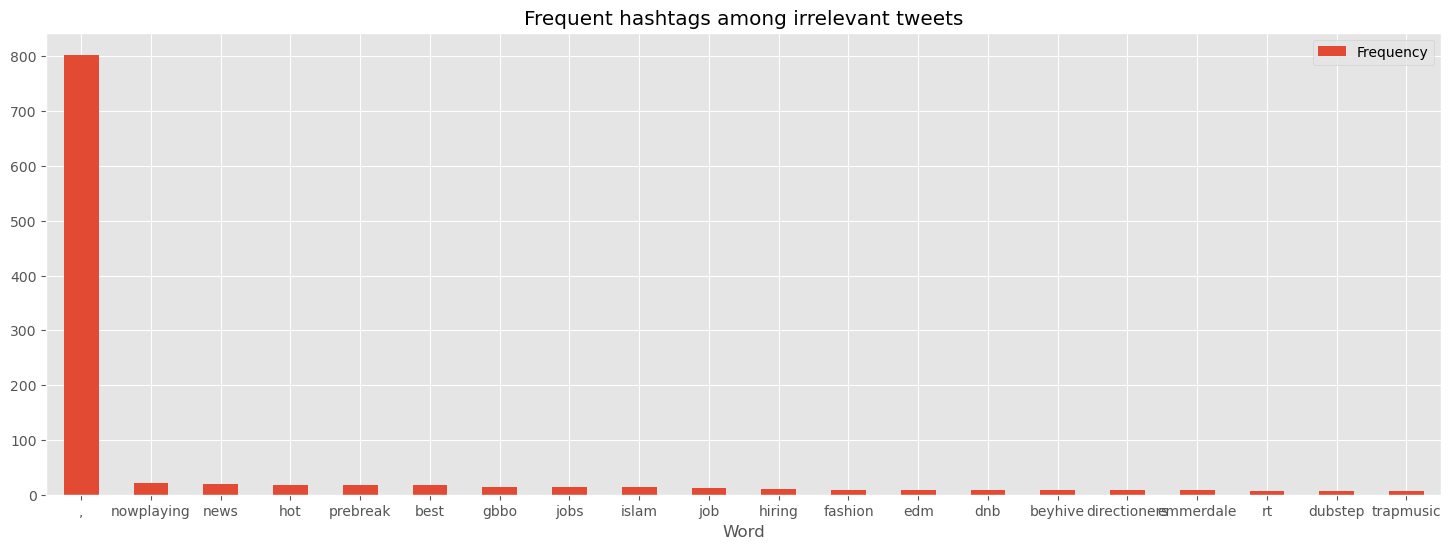 Frequent hashtags among irrelevant tweets
Frequency
800
700
600
500
400
300
200
100
0
, nowplaying news hot prebreak best gbbo jobs islam job hiring fashion edm dnb beyhive directioners emmerdale rt dubstep trapmusic
Word